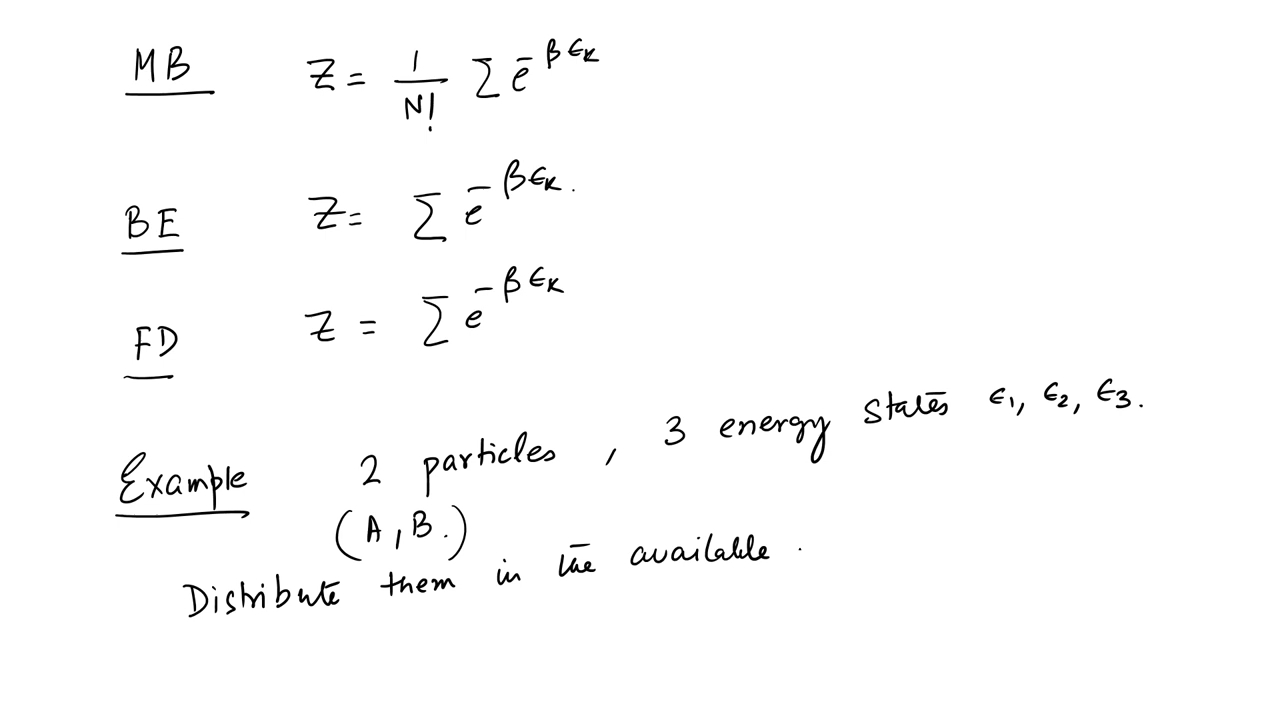 MB Z = 1/N! Σ e^-βϵ_K
BE Z = Σ e^-βϵ_K.
FD Z = Σ e^-βϵ_K
Example 2 particles, 3 energy states ϵ1, ϵ2, ϵ3.
(A, B.)
Distribute them in the available.